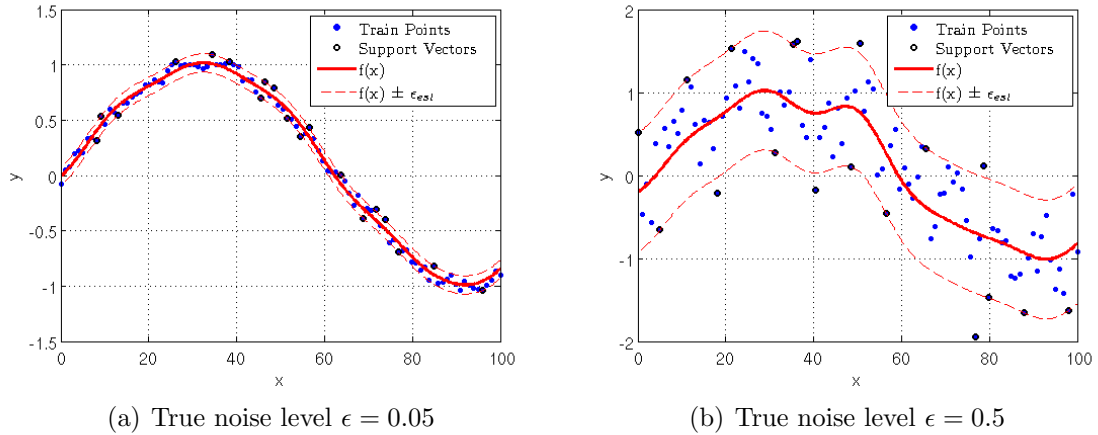 1.5
1
0.5
0
-0.5
-1
-1.5
y
0 20 40 60 80 100
x
Train Points
Support Vectors
f(x)
f(x) ± ϵ_est
(a) True noise level ϵ = 0.05
2
1
0
-1
-2
y
0 20 40 60 80 100
x
Train Points
Support Vectors
f(x)
f(x) ± ϵ_est
(b) True noise level ϵ = 0.5